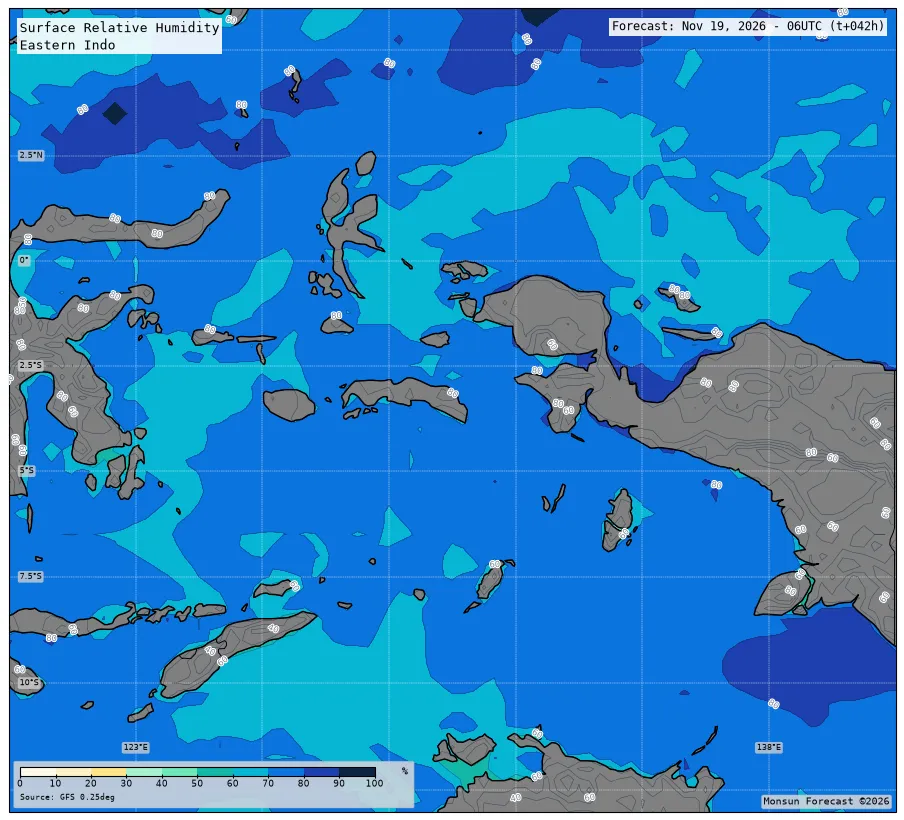 Surface Relative Humidity
Eastern Indo
Forecast: Nov 19, 2026 - 06UTC (t+042h)
2.5°N
0°
2.5°S
5°S
7.5°S
10°S
123°E
138°E
%
0 10 20 30 40 50 60 70 80 90 100
Source: GFS 0.25deg
Monsun Forecast ©2026